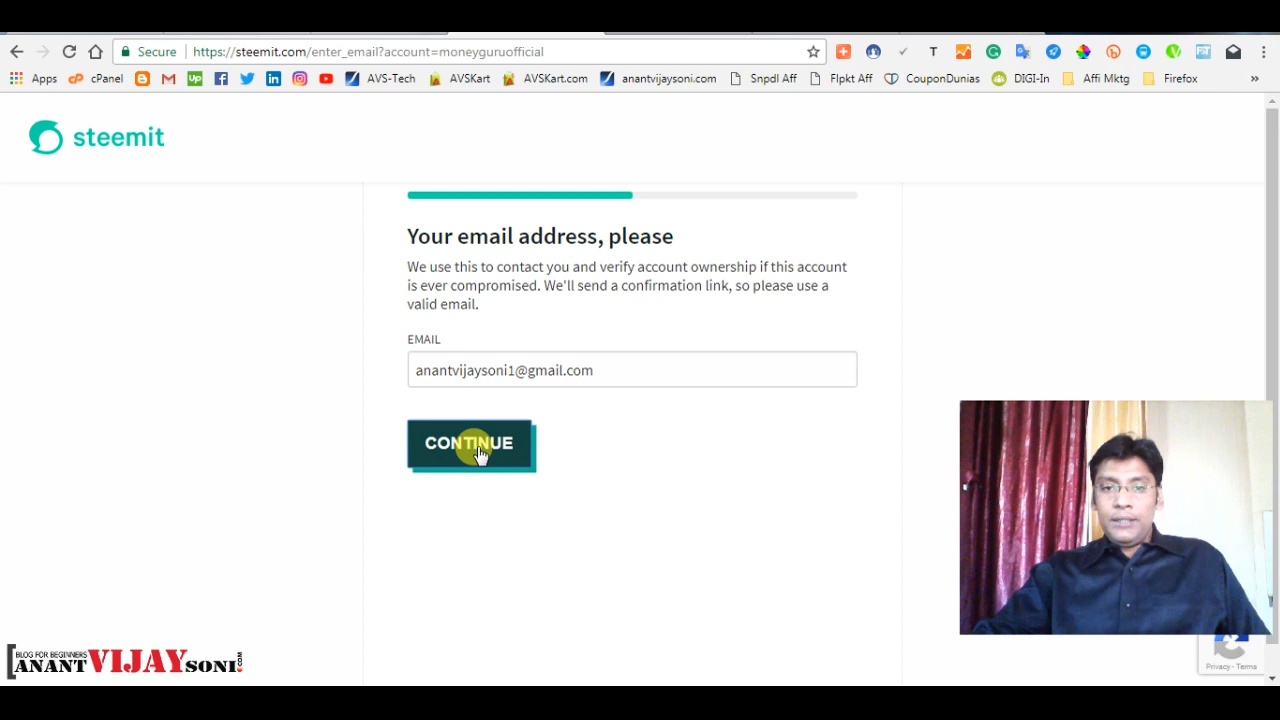 Secure
https://steemit.com/enter_email?account=moneyguruofficial
Apps
cPanel
AVS-Tech
AVSKart
AVSKart.com
anantvijaysoni.com
Snpdl Aff
Flpkt Aff
CouponDunias
DIGI-In
Affi Mktg
Firefox
»
steemit
Your email address, please
We use this to contact you and verify account ownership if this account
is ever compromised. We'll send a confirmation link, so please use a
valid email.
EMAIL
anantvijaysoni1@gmail.com
CONTINUE
Privacy - Terms
BLOG FOR BEGINNERS
[ANANTVIJAYSONI.COM